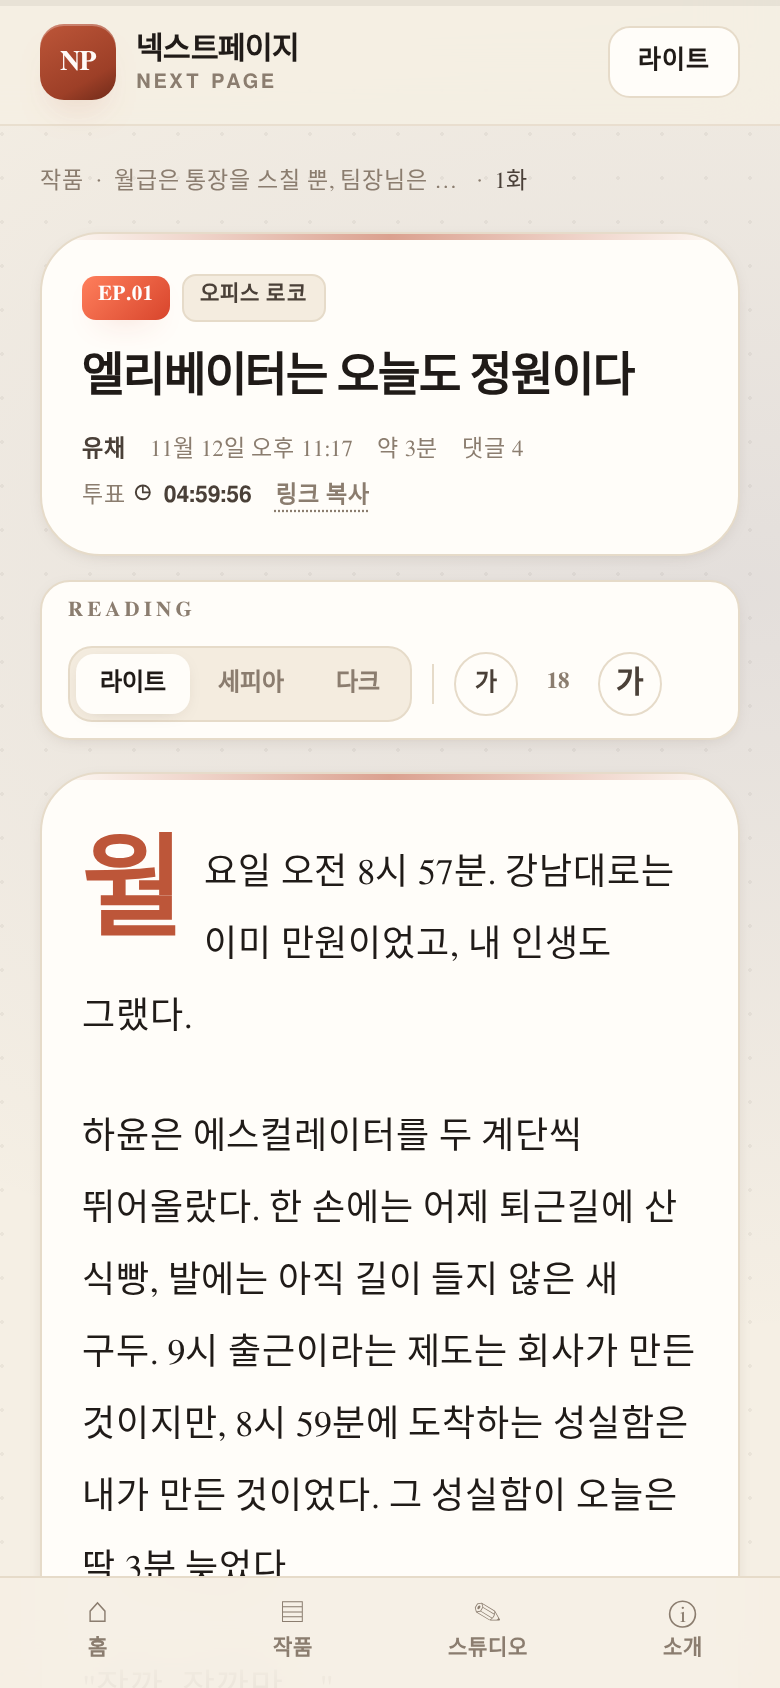 NP
넥스트페이지
NEXT PAGE
라이트
작품 · 월급은 통장을 스칠 뿐, 팀장님은 … · 1화
EP.01 오피스 로코
엘리베이터는 오늘도 정원이다
유채 11월 12일 오후 11:17 약 3분 댓글 4
투표 04:59:56 링크 복사
READING
라이트 세피아 다크 가 18 가
월요일 오전 8시 57분. 강남대로는
이미 만원이었고, 내 인생도
그랬다.
하윤은 에스컬레이터를 두 계단씩
뛰어올랐다. 한 손에는 어제 퇴근길에 산
식빵, 발에는 아직 길이 들지 않은 새
구두. 9시 출근이라는 제도는 회사가 만든
것이지만, 8시 59분에 도착하는 성실함은
내가 만든 것이었다. 그 성실함이 오늘은
딱 3분 늦었다
"잠깐, 잠깐만…"
홈 작품 스튜디오 소개